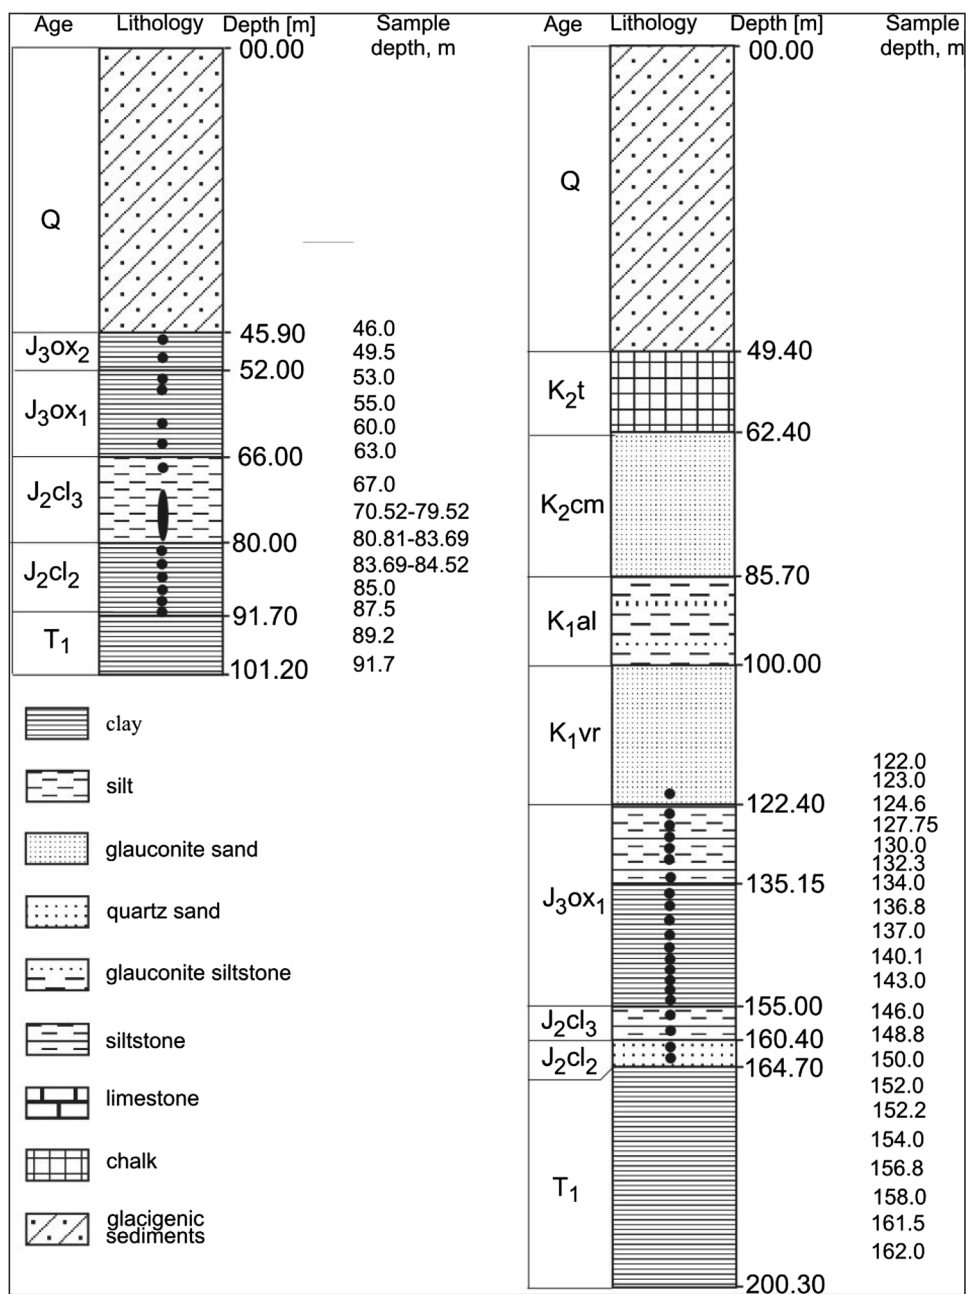 Age Lithology Depth [m] Sample depth, m
00.00
Q
45.90
46.0
J3ox2
49.5
52.00
53.0
J3ox1
55.0
60.0
63.0
66.00
67.0
J2cl3
70.52-79.52
80.81-83.69
80.00
83.69-84.52
J2cl2
85.0
87.5
91.70
89.2
T1
91.7
101.20
clay
silt
glauconite sand
quartz sand
glauconite siltstone
siltstone
limestone
chalk
glacigenic
sediments
Age Lithology Depth [m] Sample depth, m
00.00
Q
49.40
K2t
62.40
K2cm
85.70
K1al
100.00
K1vr
122.0
123.0
122.40
124.6
127.75
130.0
132.3
135.15
134.0
J3ox1
136.8
137.0
140.1
143.0
155.00
146.0
J2cl3
148.8
160.40
J2cl2
150.0
164.70
152.0
152.2
154.0
156.8
T1
158.0
161.5
162.0
200.30